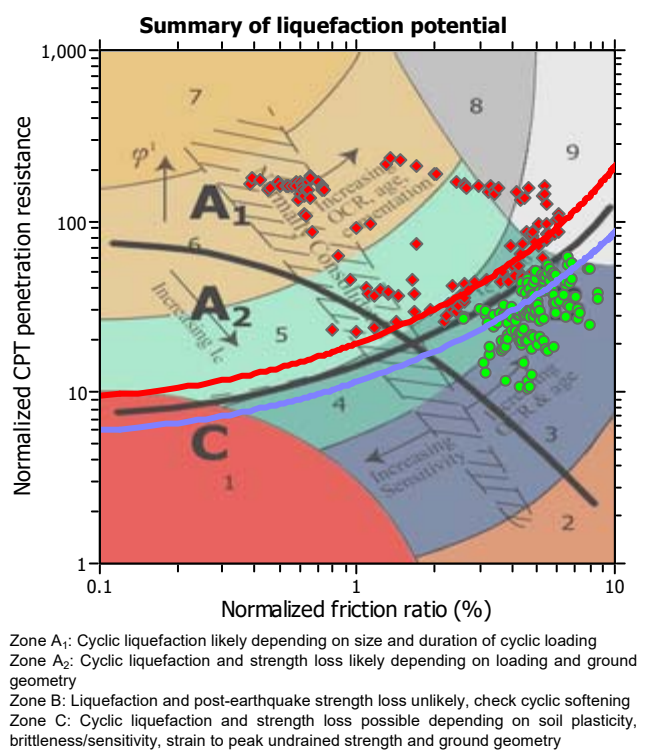 Summary of liquefaction potential
1,000
7
8
9
φ'
Increasing
OCR, age,
cementation
A1
Normally Consolidated
100
6
A2
Increasing Ic
5
10
4
Increasing
OCR & age
C
3
1
Increasing
Sensitivity
2
1
0.1
1
10
Normalized CPT penetration resistance
Normalized friction ratio (%)
Zone A1: Cyclic liquefaction likely depending on size and duration of cyclic loading
Zone A2: Cyclic liquefaction and strength loss likely depending on loading and ground
geometry
Zone B: Liquefaction and post-earthquake strength loss unlikely, check cyclic softening
Zone C: Cyclic liquefaction and strength loss possible depending on soil plasticity,
brittleness/sensitivity, strain to peak undrained strength and ground geometry